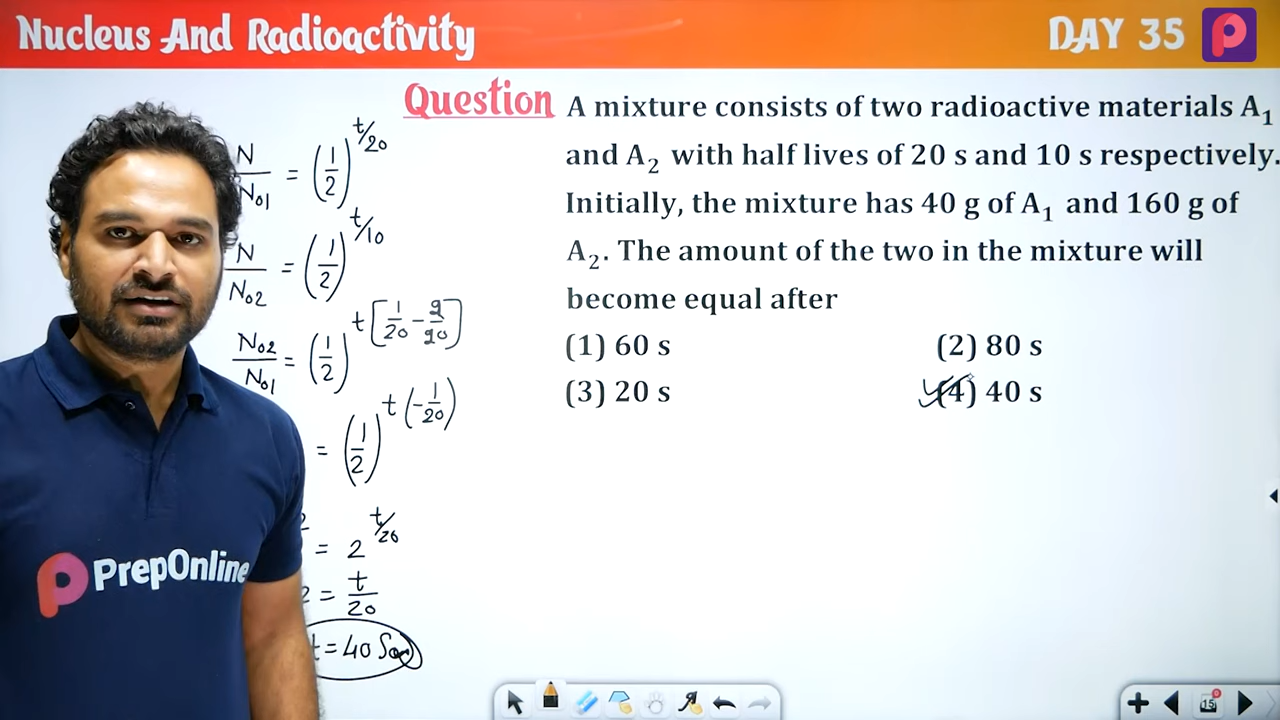 Nucleus And Radioactivity
DAY 35
Question A mixture consists of two radioactive materials A₁
and A₂ with half lives of 20 s and 10 s respectively.
Initially, the mixture has 40 g of A₁ and 160 g of
A₂. The amount of the two in the mixture will
become equal after
(1) 60 s (2) 80 s
(3) 20 s (4) 40 s
N/N₀₁ = (1/2)^(t/20)
N/N₀₂ = (1/2)^(t/10)
N₀₂/N₀₁ = (1/2)^(t[1/20 - 2/20])
= (1/2)^(t(-1/20))
= 2^(t/20)
2 = t/20
t = 40
PrepOnline
15